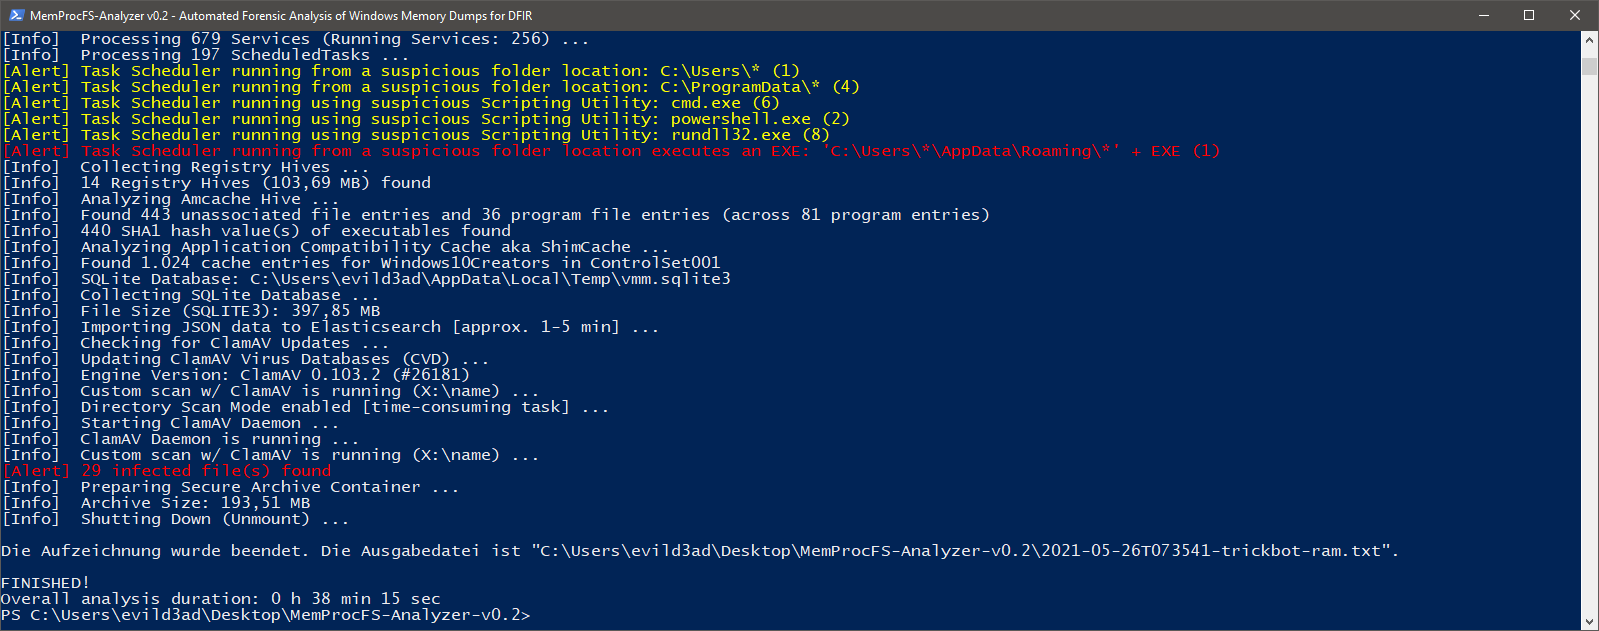 MemProcFS-Analyzer v0.2 - Automated Forensic Analysis of Windows Memory Dumps for DFIR
[Info]  Processing 679 Services (Running Services: 256) ...
[Info]  Processing 197 ScheduledTasks ...
[Alert] Task Scheduler running from a suspicious folder location: C:\Users\* (1)
[Alert] Task Scheduler running from a suspicious folder location: C:\ProgramData\* (4)
[Alert] Task Scheduler running using suspicious Scripting Utility: cmd.exe (6)
[Alert] Task Scheduler running using suspicious Scripting Utility: powershell.exe (2)
[Alert] Task Scheduler running using suspicious Scripting Utility: rundll32.exe (8)
[Alert] Task Scheduler running from a suspicious folder location executes an EXE: 'C:\Users\*\AppData\Roaming\*' + EXE (1)
[Info]  Collecting Registry Hives ...
[Info]  14 Registry Hives (103,69 MB) found
[Info]  Analyzing Amcache Hive ...
[Info]  Found 443 unassociated file entries and 36 program file entries (across 81 program entries)
[Info]  440 SHA1 hash value(s) of executables found
[Info]  Analyzing Application Compatibility Cache aka ShimCache ...
[Info]  Found 1.024 cache entries for Windows10Creators in ControlSet001
[Info]  SQLite Database: C:\Users\evild3ad\AppData\Local\Temp\vmm.sqlite3
[Info]  Collecting SQLite Database ...
[Info]  File Size (SQLITE3): 397,85 MB
[Info]  Importing JSON data to Elasticsearch [approx. 1-5 min] ...
[Info]  Checking for ClamAV Updates ...
[Info]  Updating ClamAV Virus Databases (CVD) ...
[Info]  Engine Version: ClamAV 0.103.2 (#26181)
[Info]  Custom scan w/ ClamAV is running (X:\name) ...
[Info]  Directory Scan Mode enabled [time-consuming task] ...
[Info]  Starting ClamAV Daemon ...
[Info]  ClamAV Daemon is running ...
[Info]  Custom scan w/ ClamAV is running (X:\name) ...
[Alert] 29 infected file(s) found
[Info]  Preparing Secure Archive Container ...
[Info]  Archive Size: 193,51 MB
[Info]  Shutting Down (Unmount) ...
Die Aufzeichnung wurde beendet. Die Ausgabedatei ist "C:\Users\evild3ad\Desktop\MemProcFS-Analyzer-v0.2\2021-05-26T073541-trickbot-ram.txt".
FINISHED!
Overall analysis duration: 0 h 38 min 15 sec
PS C:\Users\evild3ad\Desktop\MemProcFS-Analyzer-v0.2>